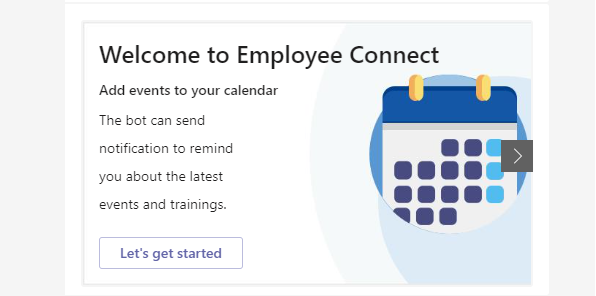 Welcome to Employee Connect
Add events to your calendar
The bot can send
notification to remind
you about the latest
events and trainings.
Let's get started